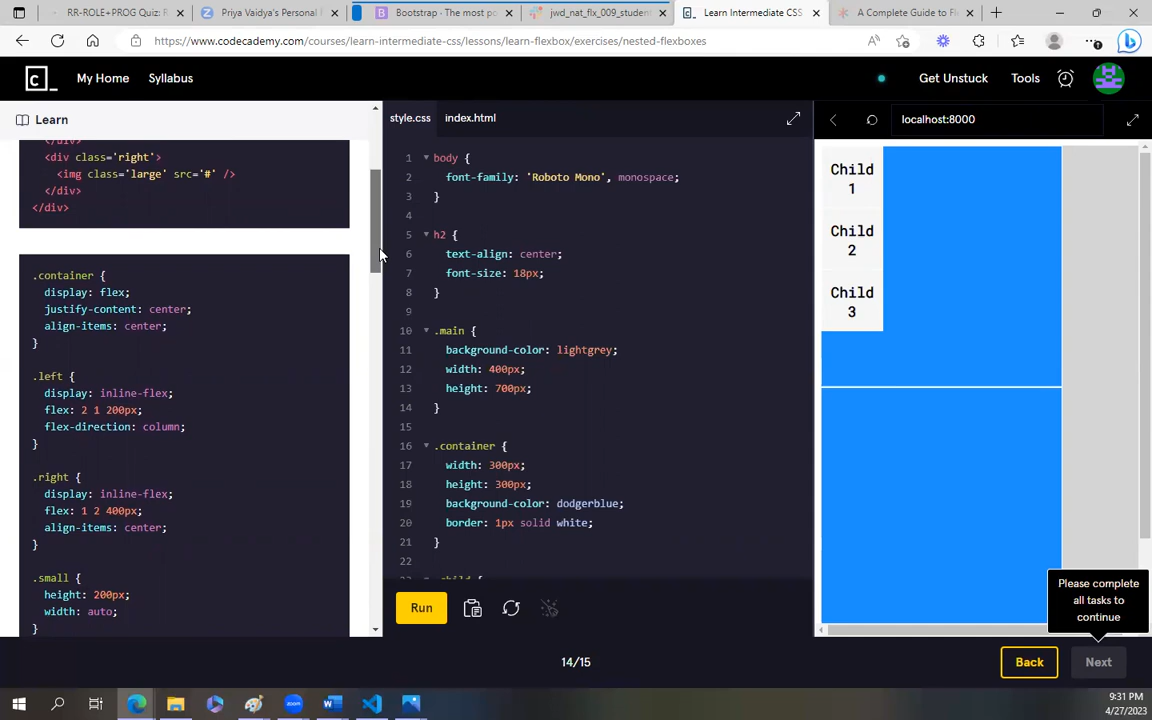 RR-ROLE+PROG Quiz: R
Priya Vaidya's Personal
Bootstrap · The most po
jwd_nat_flx_009_student
Learn Intermediate CSS
A Complete Guide to Fl
https://www.codecademy.com/courses/learn-intermediate-css/lessons/learn-flexbox/exercises/nested-flexboxes
c_
My Home
Syllabus
Get Unstuck
Tools
Learn
</div>
<div class='right'>
<img class='large' src='#' />
</div>
</div>
.container {
display: flex;
justify-content: center;
align-items: center;
}
.left {
display: inline-flex;
flex: 2 1 200px;
flex-direction: column;
}
.right {
display: inline-flex;
flex: 1 2 400px;
align-items: center;
}
.small {
height: 200px;
width: auto;
}
style.css
index.html
1 body {
2 font-family: 'Roboto Mono', monospace;
3 }
4
5 h2 {
6 text-align: center;
7 font-size: 18px;
8 }
9
10 .main {
11 background-color: lightgrey;
12 width: 400px;
13 height: 700px;
14 }
15
16 .container {
17 width: 300px;
18 height: 300px;
19 background-color: dodgerblue;
20 border: 1px solid white;
21 }
22
Run
localhost:8000
Child
1
Child
2
Child
3
Please complete
all tasks to
continue
14/15
Back
Next
9:31 PM
4/27/2023